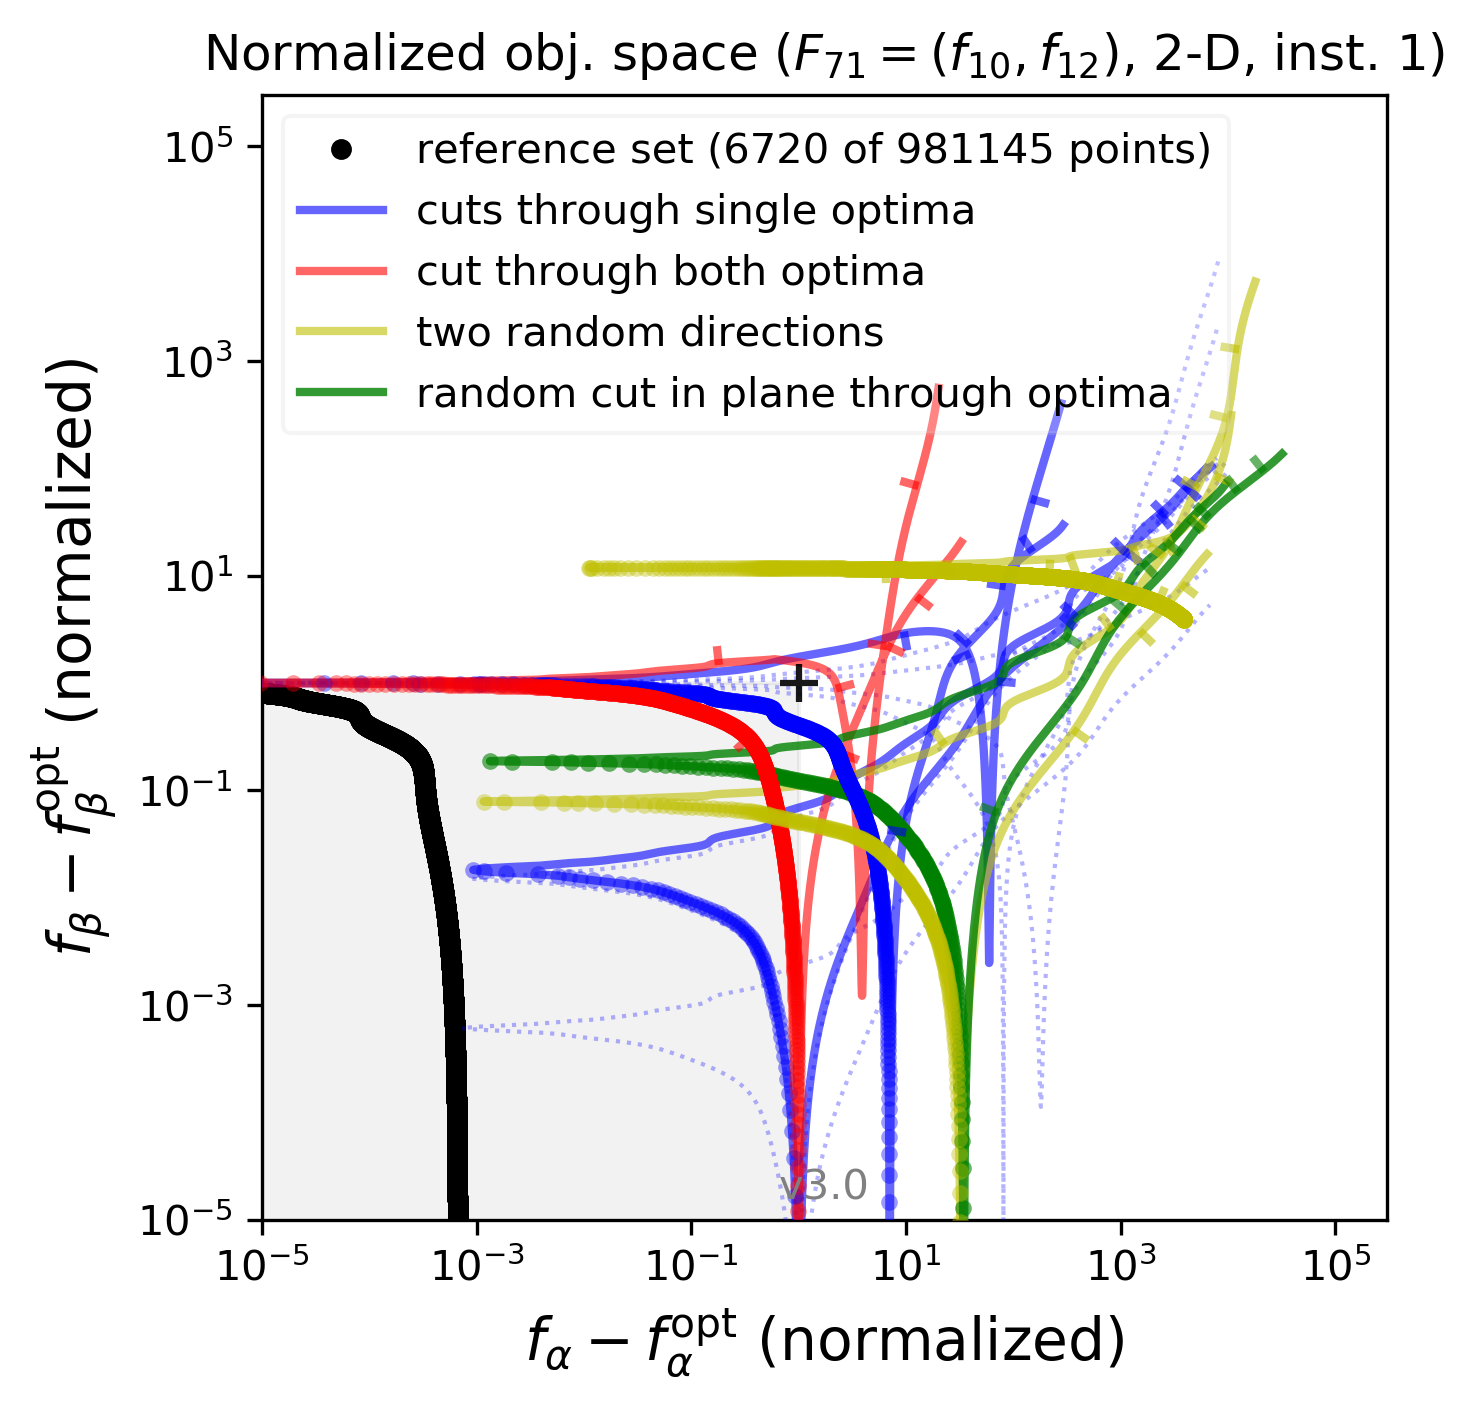 Normalized obj. space (F₇₁ = (f₁₀, f₁₂), 2-D, inst. 1)
reference set (6720 of 981145 points)
cuts through single optima
cut through both optima
two random directions
random cut in plane through optima
10⁵
10³
10¹
10⁻¹
10⁻³
10⁻⁵
f_β − f_β^opt (normalized)
v3.0
10⁻⁵ 10⁻³ 10⁻¹ 10¹ 10³ 10⁵
f_α − f_α^opt (normalized)